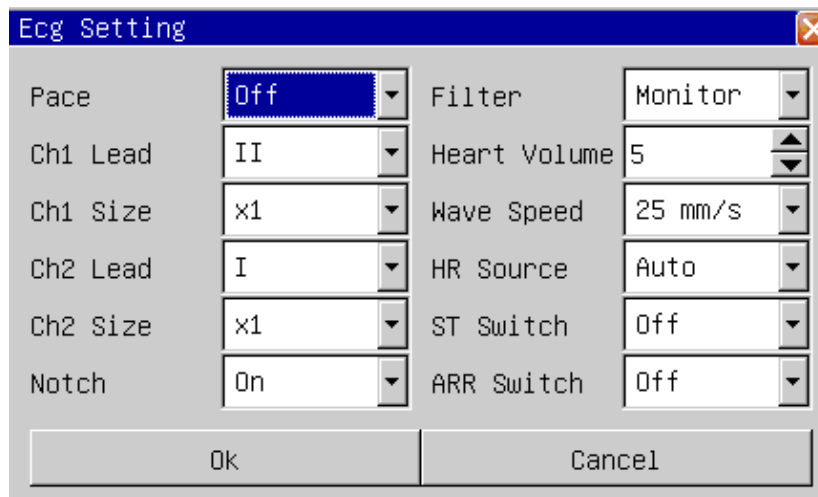 Ecg Setting
Pace Off Filter Monitor
Ch1 Lead II Heart Volume 5
Ch1 Size x1 Wave Speed 25 mm/s
Ch2 Lead I HR Source Auto
Ch2 Size x1 ST Switch Off
Notch On ARR Switch Off
Ok Cancel